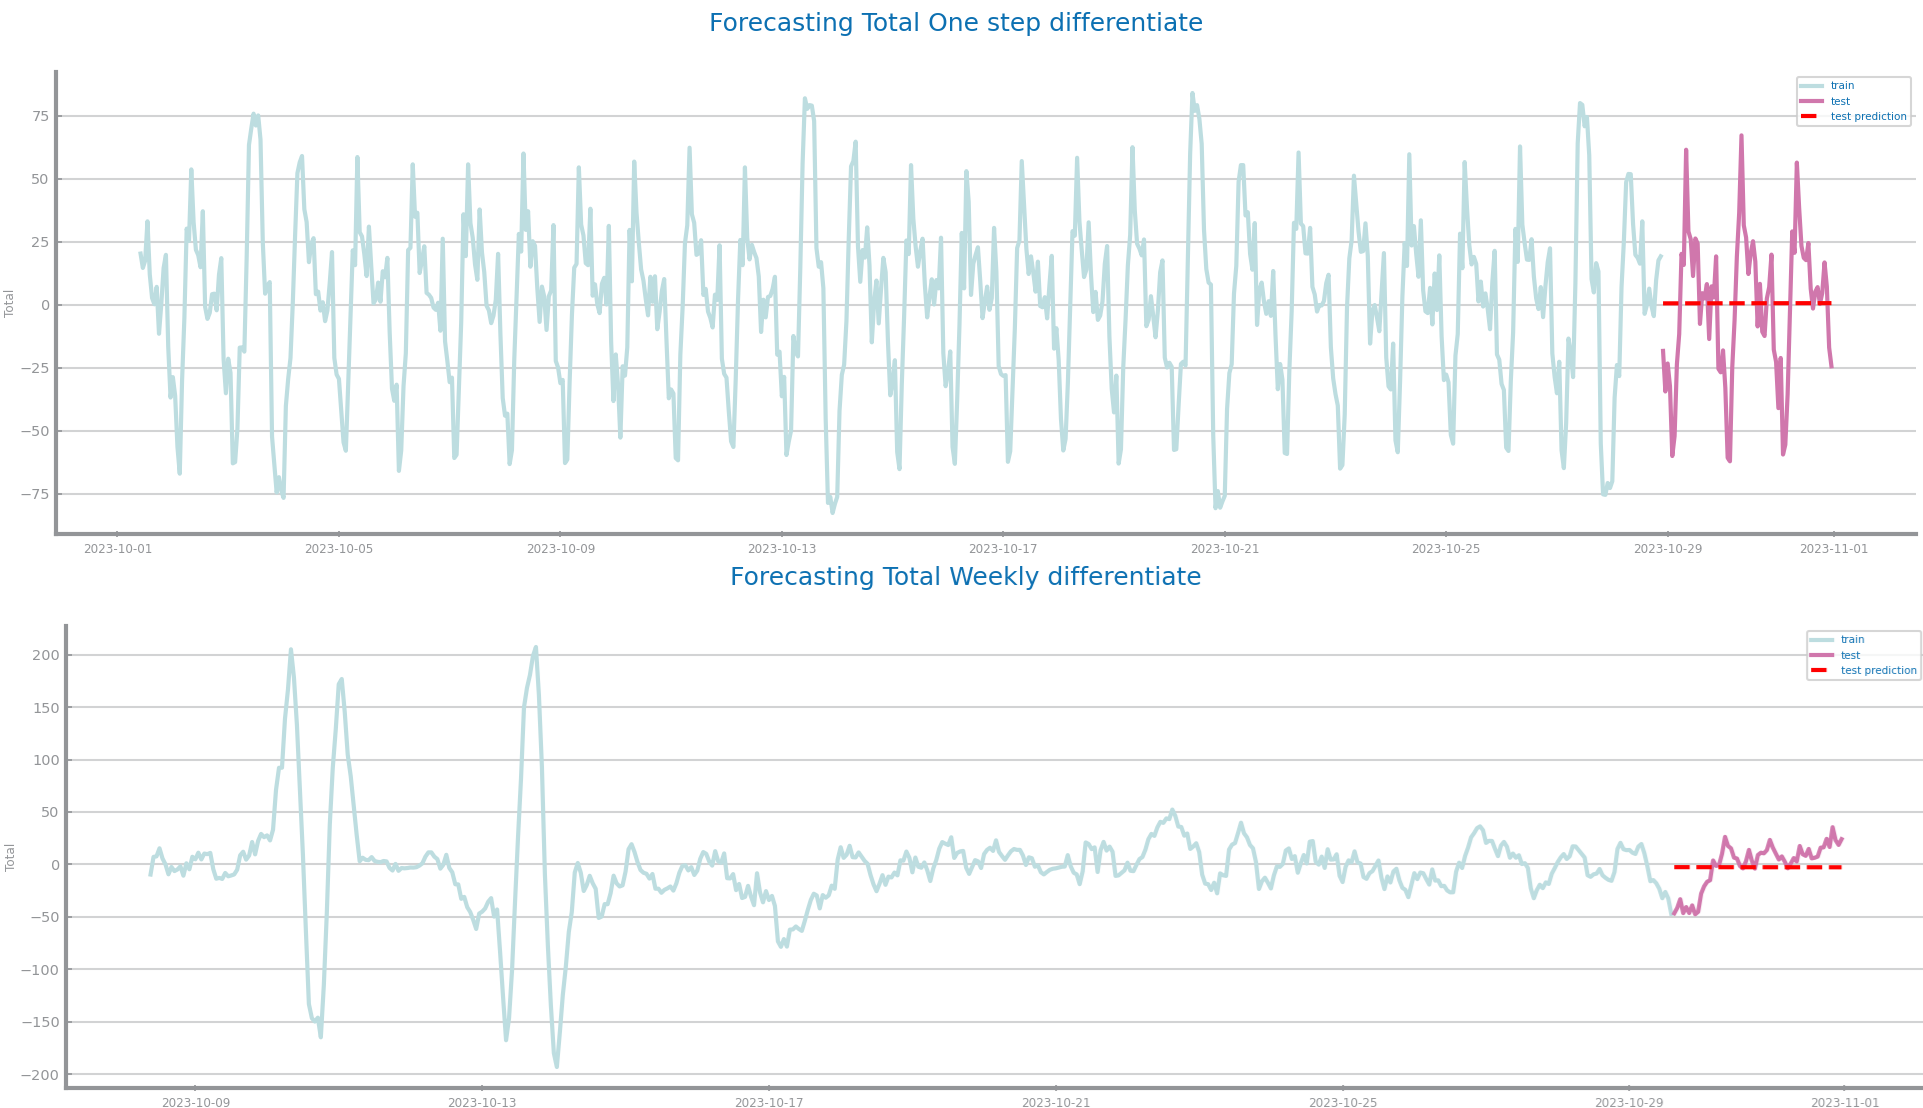 Forecasting Total One step differentiate
train
test
test prediction
75
50
25
0
−25
−50
−75
Total
2023-10-01 2023-10-05 2023-10-09 2023-10-13 2023-10-17 2023-10-21 2023-10-25 2023-10-29 2023-11-01
Forecasting Total Weekly differentiate
train
test
test prediction
200
150
100
50
0
−50
−100
−150
−200
Total
2023-10-09 2023-10-13 2023-10-17 2023-10-21 2023-10-25 2023-10-29 2023-11-01